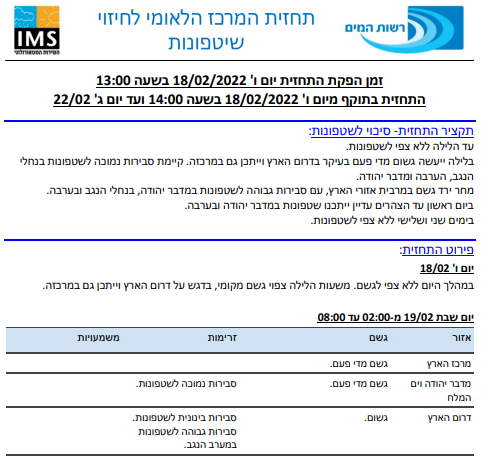 IMS
השירות המטאורולוגי
תחזית המרכז הלאומי לחיזוי
שיטפונות
רשות המים
זמן הפקת התחזית יום ו' 18/02/2022 בשעה 13:00
התחזית בתוקף מיום ו' 18/02/2022 בשעה 14:00 ועד יום ג' 22/02
תקציר התחזית- סיכוי לשטפונות:
עד הלילה ללא צפי לשטפונות.
בלילה ייעשה גשום מדי פעם בעיקר בדרום הארץ וייתכן גם במרכזה. קיימת סבירות נמוכה לשטפונות בנחלי
הנגב, הערבה ומדבר יהודה.
מחר ירד גשם במרבית אזורי הארץ, עם סבירות גבוהה לשטפונות במדבר יהודה, בנחלי הנגב ובערבה.
ביום ראשון עד הצהרים עדיין ייתכנו שטפונות במדבר יהודה ובערבה.
בימים שני ושלישי ללא צפי לשטפונות.
פירוט התחזית:
יום ו' 18/02
במהלך היום ללא צפי לגשם. משעות הלילה צפוי גשם מקומי, בדגש על דרום הארץ וייתכן גם במרכזה.
יום שבת 19/02 מ-02:00 עד 08:00
אזור גשם זרימות משמעויות
מרכז הארץ גשם מדי פעם.
מדבר יהודה וים גשם מדי פעם. סבירות נמוכה לשטפונות.
המלח
דרום הארץ גשום. סבירות בינונית לשטפונות.
סבירות גבוהה לשטפונות
במערב הנגב.